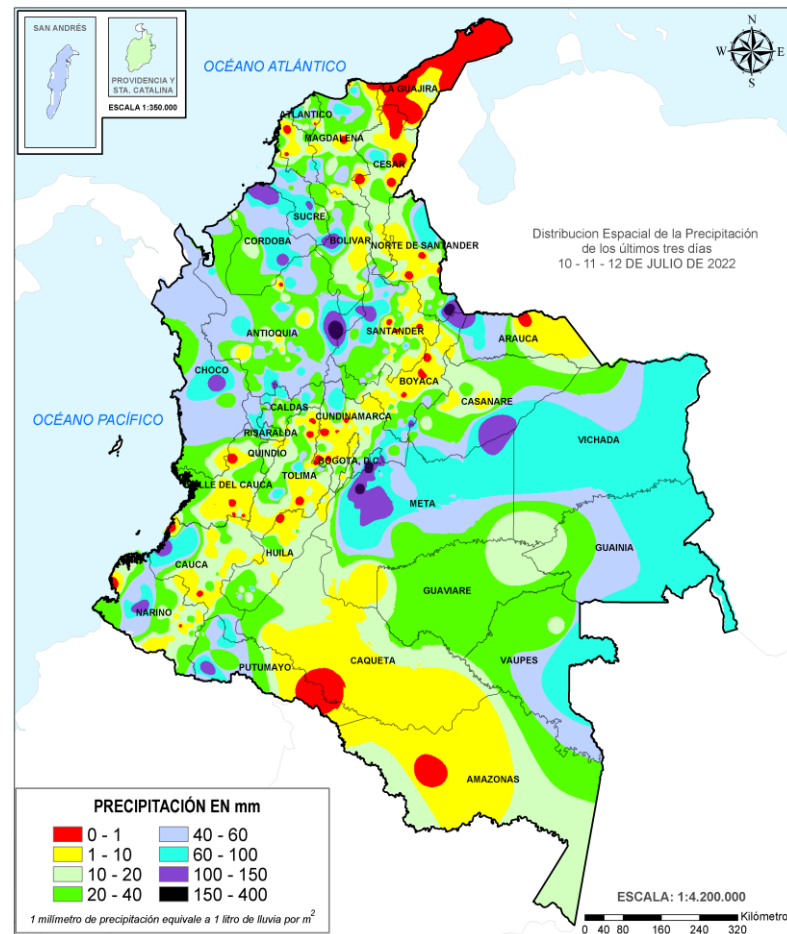 SAN ANDRÉS
PROVIDENCIA Y
STA. CATALINA
ESCALA 1:350.000
N
W
E
S
OCÉANO ATLÁNTICO
LA GUAJIRA
ATLANTICO
MAGDALENA
CESAR
SUCRE
CORDOBA
BOLIVAR
NORTE DE SANTANDER
Distribucion Espacial de la Precipitación
de los últimos tres días
10 - 11 - 12 DE JULIO DE 2022
ANTIOQUIA
SANTANDER
ARAUCA
CHOCO
BOYACA
CASANARE
OCÉANO PACÍFICO
CALDAS
CUNDINAMARCA
RISARALDA
VICHADA
QUINDIO
BOGOTA, D.C.
TOLIMA
VALLE DEL CAUCA
META
HUILA
GUAINIA
CAUCA
GUAVIARE
NARINO
CAQUETA
VAUPES
PUTUMAYO
AMAZONAS
PRECIPITACIÓN EN mm
0 - 1
40 - 60
1 - 10
60 - 100
10 - 20
100 - 150
20 - 40
150 - 400
1 milímetro de precipitación equivale a 1 litro de lluvia por m²
ESCALA: 1:4.200.000
Kilómetro
0 40 80 160 240 320